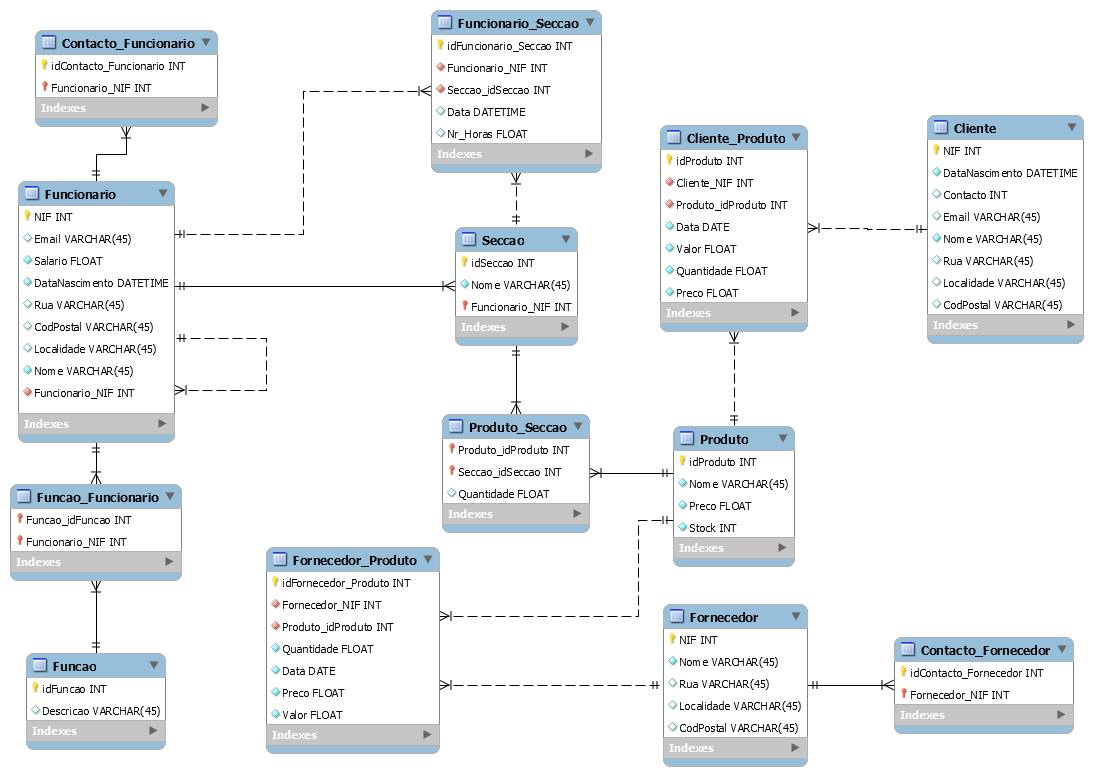 Contacto_Funcionario
idContacto_Funcionario INT
Funcionario_NIF INT
Indexes
Funcionario_Seccao
idFuncionario_Seccao INT
Funcionario_NIF INT
Seccao_idSeccao INT
Data DATETIME
Nr_Horas FLOAT
Indexes
Cliente_Produto
idProduto INT
Cliente_NIF INT
Produto_idProduto INT
Data DATE
Valor FLOAT
Quantidade FLOAT
Preco FLOAT
Indexes
Cliente
NIF INT
DataNascimento DATETIME
Contacto INT
Email VARCHAR(45)
Nome VARCHAR(45)
Rua VARCHAR(45)
Localidade VARCHAR(45)
CodPostal VARCHAR(45)
Indexes
Funcionario
NIF INT
Email VARCHAR(45)
Salario FLOAT
DataNascimento DATETIME
Rua VARCHAR(45)
CodPostal VARCHAR(45)
Localidade VARCHAR(45)
Nome VARCHAR(45)
Funcionario_NIF INT
Indexes
Seccao
idSeccao INT
Nome VARCHAR(45)
Funcionario_NIF INT
Indexes
Produto_Seccao
Produto_idProduto INT
Seccao_idSeccao INT
Quantidade FLOAT
Indexes
Produto
idProduto INT
Nome VARCHAR(45)
Preco FLOAT
Stock INT
Indexes
Funcao_Funcionario
Funcao_idFuncao INT
Funcionario_NIF INT
Indexes
Fornecedor_Produto
idFornecedor_Produto INT
Fornecedor_NIF INT
Produto_idProduto INT
Quantidade FLOAT
Data DATE
Preco FLOAT
Valor FLOAT
Indexes
Fornecedor
NIF INT
Nome VARCHAR(45)
Rua VARCHAR(45)
Localidade VARCHAR(45)
CodPostal VARCHAR(45)
Indexes
Contacto_Fornecedor
idContacto_Fornecedor INT
Fornecedor_NIF INT
Indexes
Funcao
idFuncao INT
Descricao VARCHAR(45)
Indexes